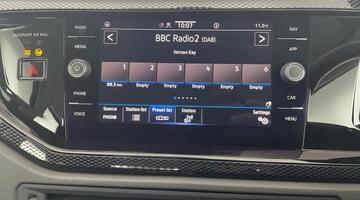 10:07
11.0°C
RADIO
NAV
BBC Radio2 (DAB)
Vernon Kay
PASSENGER AIR BAG
MEDIA
APP
1 2 3 4 5 6
88.3 MHz Empty Empty Empty Empty Empty
PHONE
CAR
VOICE
MENU
Source Station list Preset list Station Settings
FM/DAB